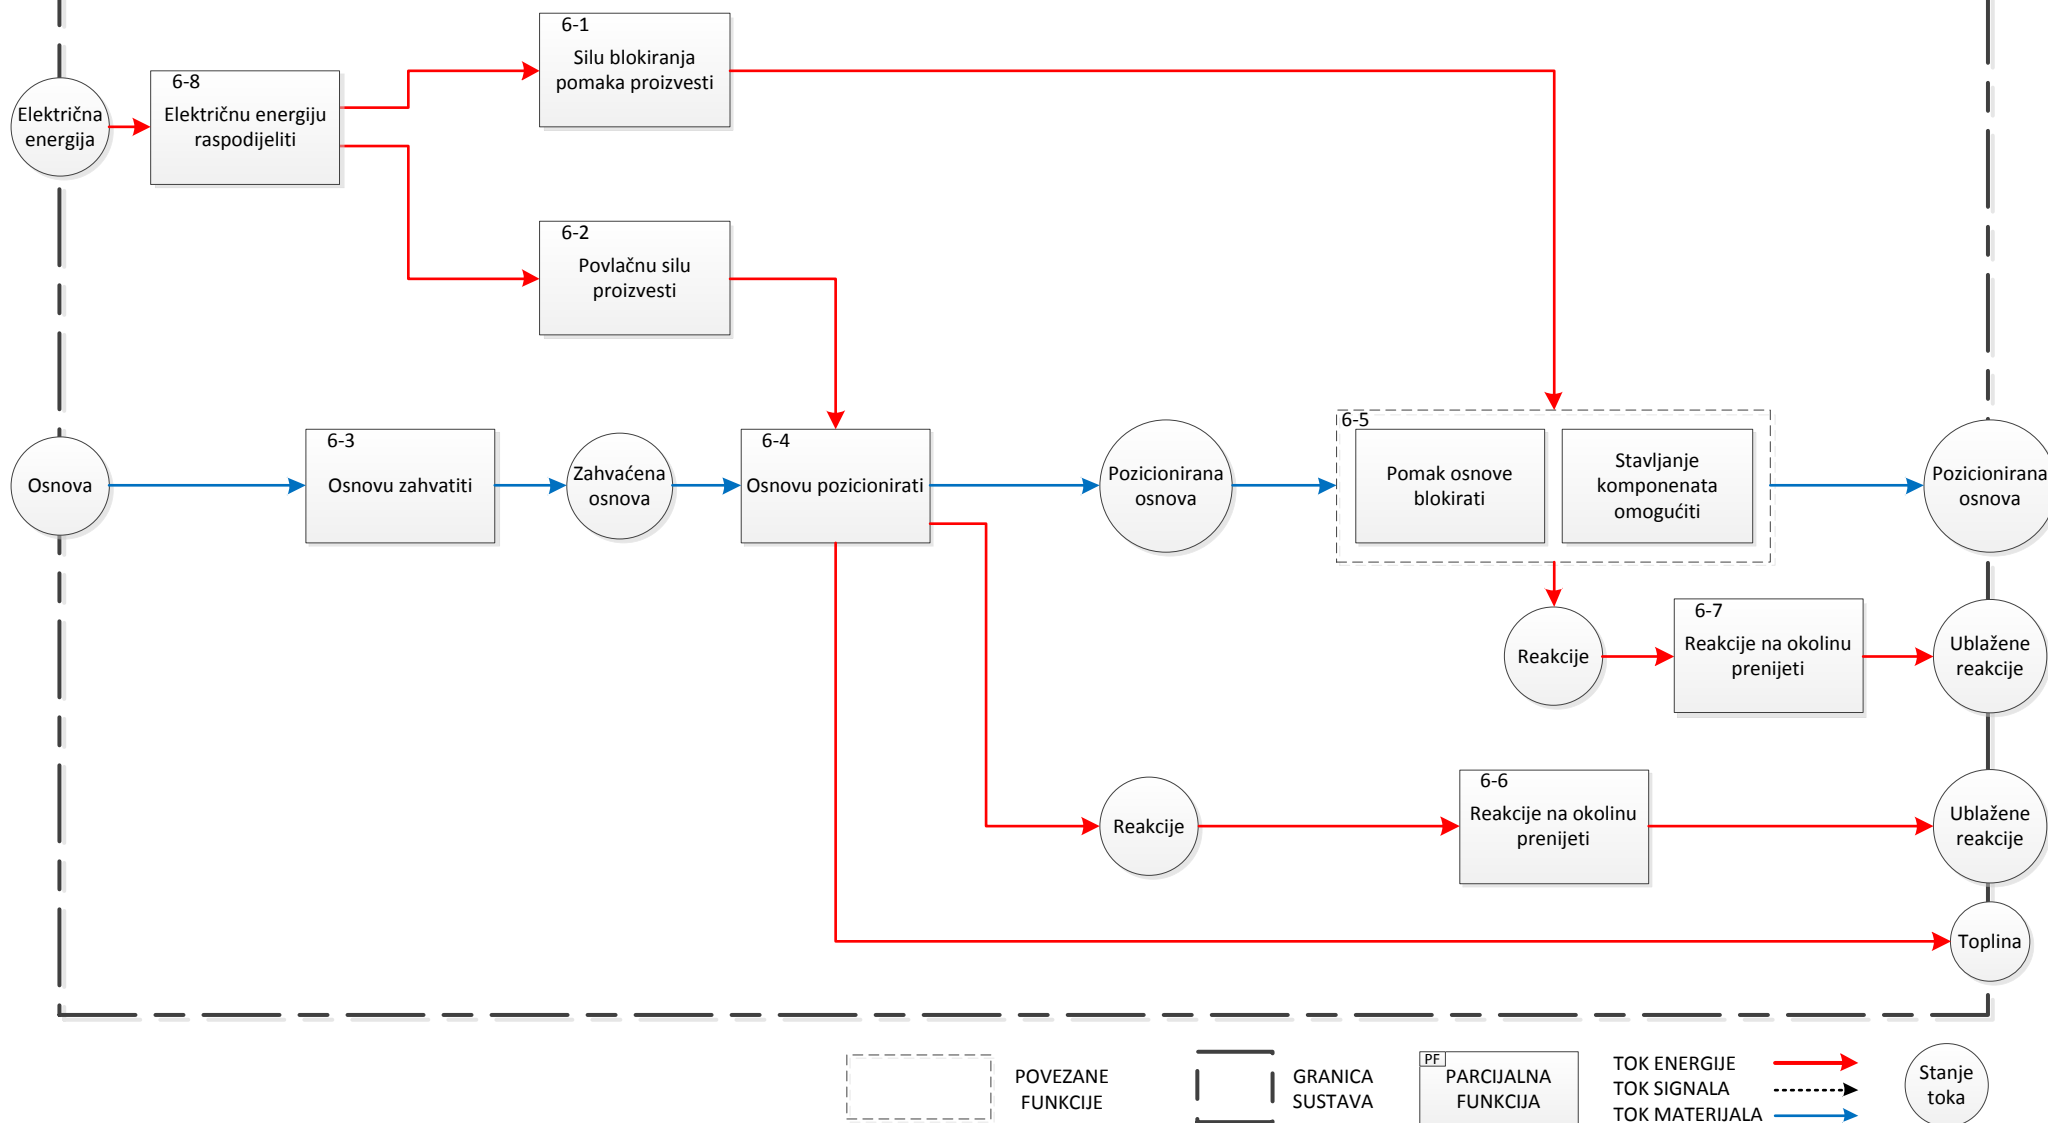 6-1
Silu blokiranja
pomaka proizvesti
Električna
energija
6-8
Električnu energiju
raspodijeliti
6-2
Povlačnu silu
proizvesti
Osnova
6-3
Osnovu zahvatiti
Zahvaćena
osnova
6-4
Osnovu pozicionirati
Pozicionirana
osnova
6-5
Pomak osnove
blokirati
Stavljanje
komponenata
omogućiti
Pozicionirana
osnova
Reakcije
6-7
Reakcije na okolinu
prenijeti
Ublažene
reakcije
Reakcije
6-6
Reakcije na okolinu
prenijeti
Ublažene
reakcije
Toplina
POVEZANE
FUNKCIJE
GRANICA
SUSTAVA
PF
PARCIJALNA
FUNKCIJA
TOK ENERGIJE
TOK SIGNALA
TOK MATERIJALA
Stanje
toka